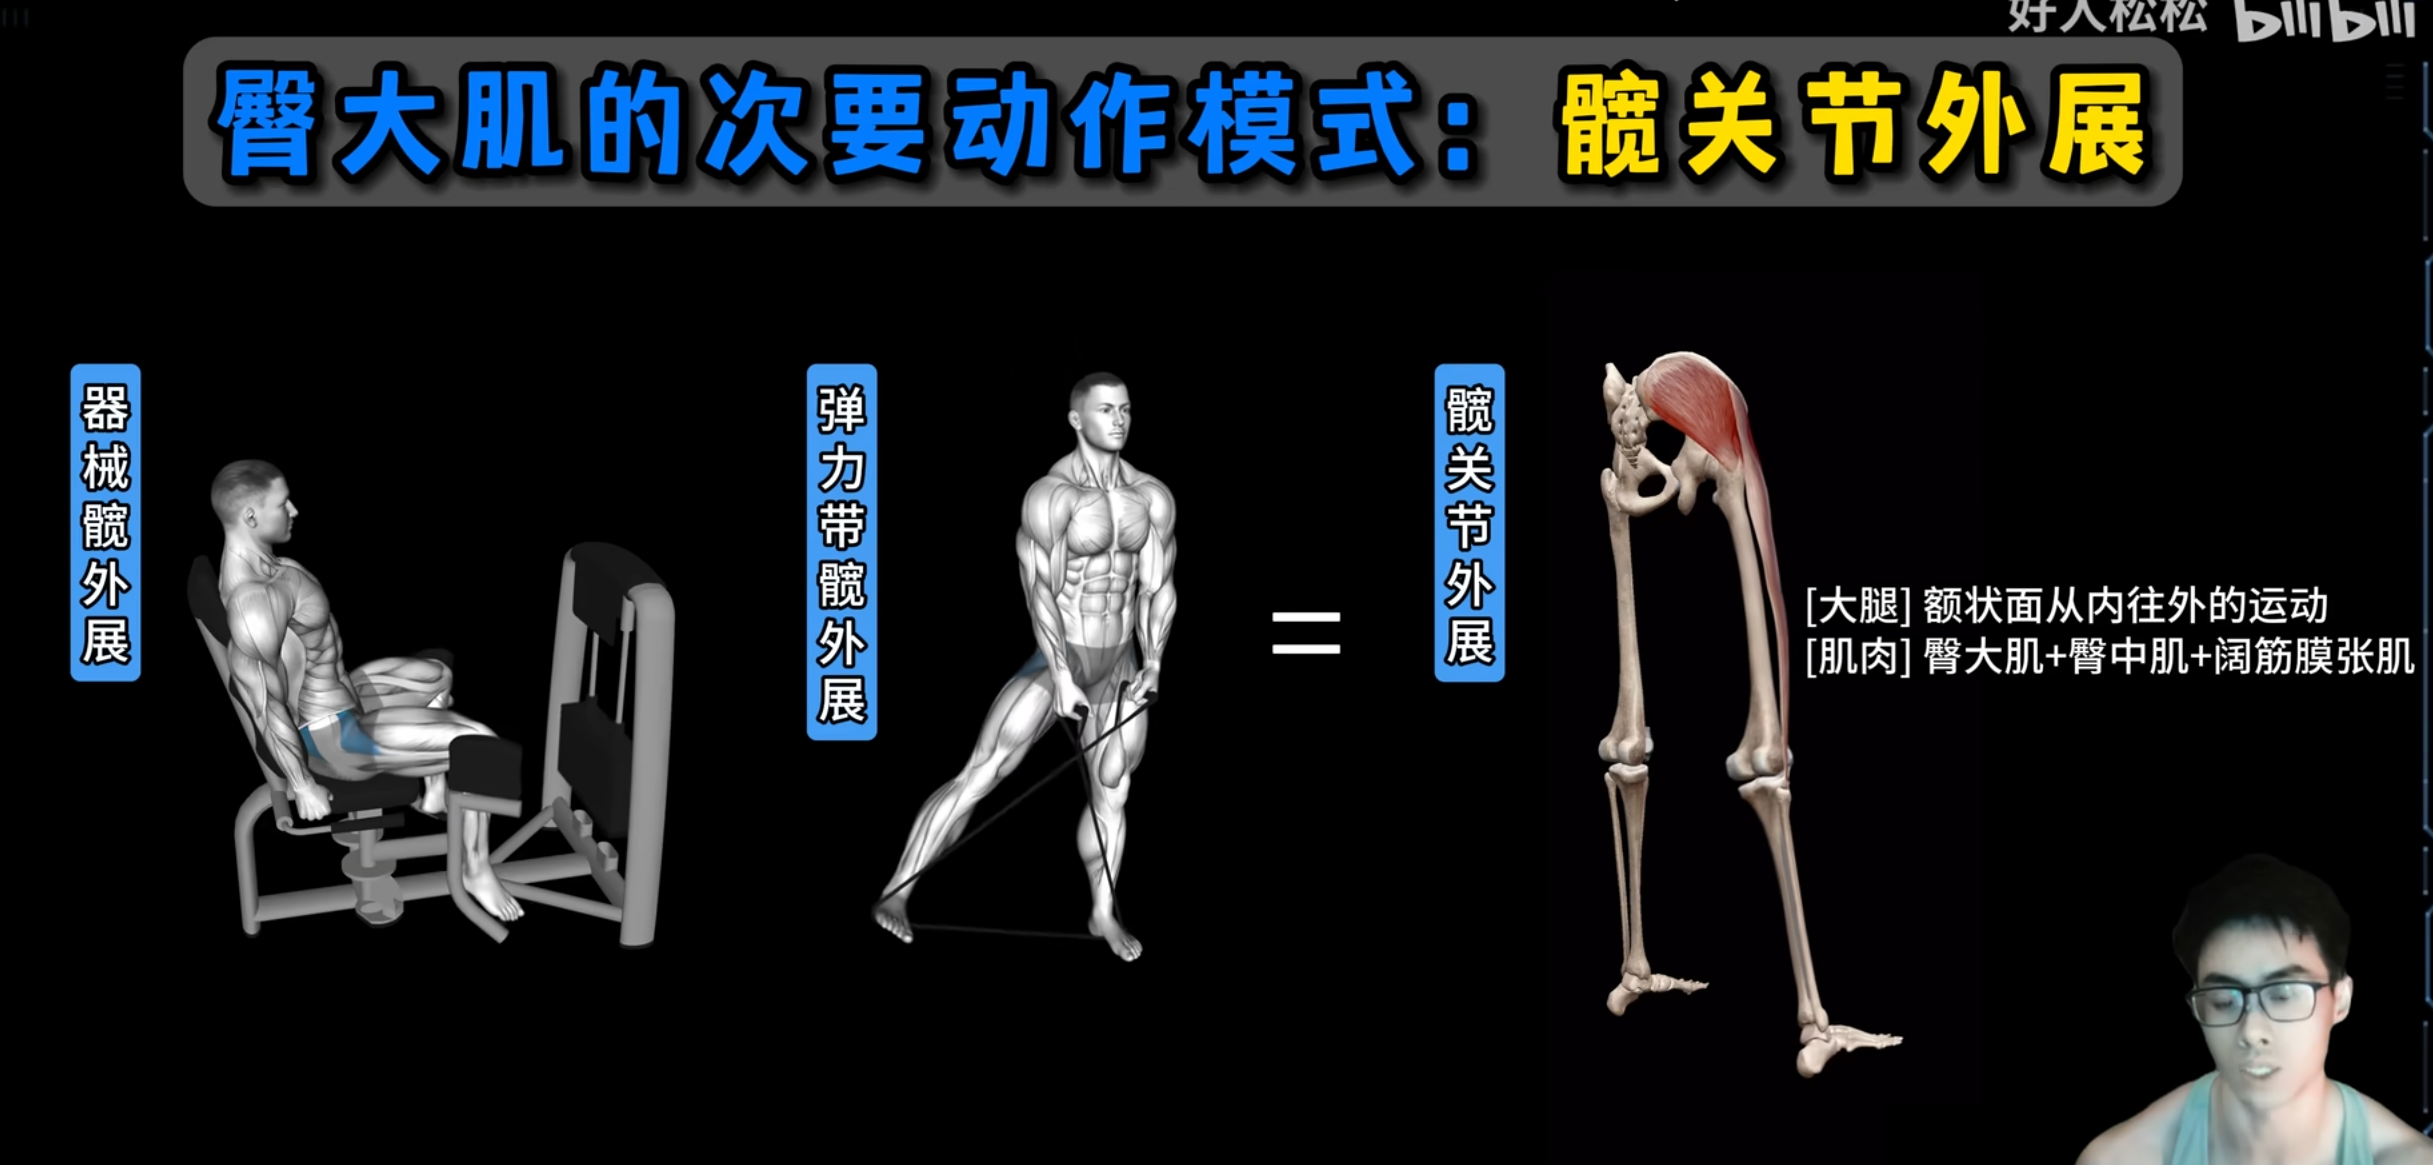 好人松松 bilibili
臀大肌的次要动作模式：髋关节外展
器械髋外展
弹力带髋外展
=
髋关节外展
[大腿] 额状面从内往外的运动
[肌肉] 臀大肌+臀中肌+阔筋膜张肌